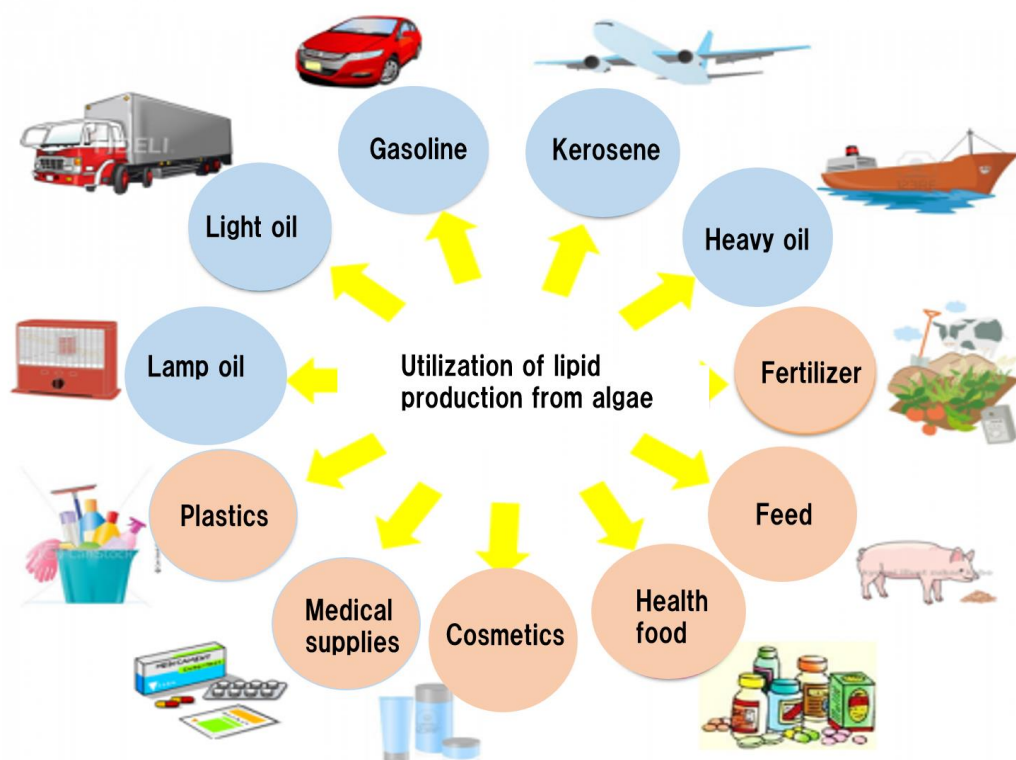 Gasoline
Kerosene
Light oil
Heavy oil
Lamp oil
Utilization of lipid
production from algae
Fertilizer
Plastics
Feed
Medical
supplies
Cosmetics
Health
food
MEDICAMENT